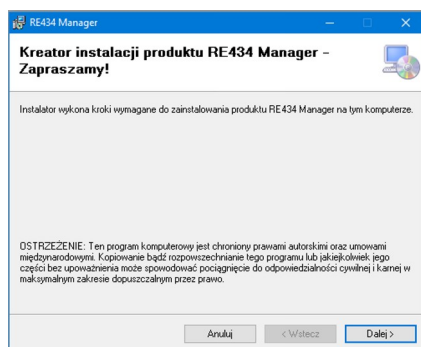 RE434 Manager
Kreator instalacji produktu RE434 Manager –
Zapraszamy!
Instalator wykona kroki wymagane do zainstalowania produktu RE434 Manager na tym komputerze.
OSTRZEŻENIE: Ten program komputerowy jest chroniony prawami autorskimi oraz umowami
międzynarodowymi. Kopiowanie bądź rozpowszechnianie tego programu lub jakiejkolwiek jego
części bez upoważnienia może spowodować pociągnięcie do odpowiedzialności cywilnej i karnej w
maksymalnym zakresie dopuszczalnym przez prawo.
Anuluj < Wstecz Dalej >